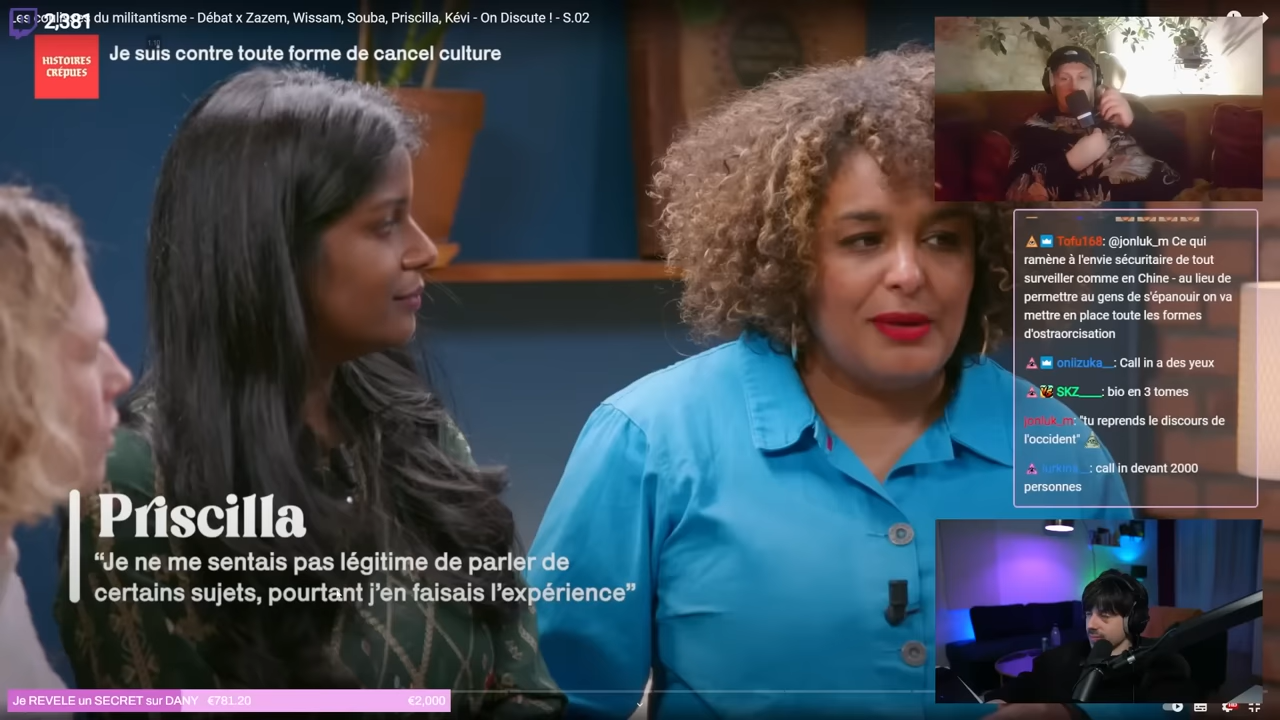 Les coulisses du militantisme - Débat x Zazem, Wissam, Souba, Priscilla, Kévi - On Discute ! - S.02
2,381
HISTOIRES
CRÉPUES
Je suis contre toute forme de cancel culture
Tofu168: @jonluk_m Ce qui
ramène à l'envie sécuritaire de tout
surveiller comme en Chine - au lieu de
permettre au gens de s'épanouir on va
mettre en place toute les formes
d'ostraorcisation
oniizuka__: Call in a des yeux
SKZ____: bio en 3 tomes
jonluk_m: "tu reprends le discours de
l'occident"
: call in devant 2000
personnes
Priscilla
“Je ne me sentais pas légitime de parler de
certains sujets, pourtant j'en faisais l'expérience”
Je REVELE un SECRET sur DANY €781.20 €2,000